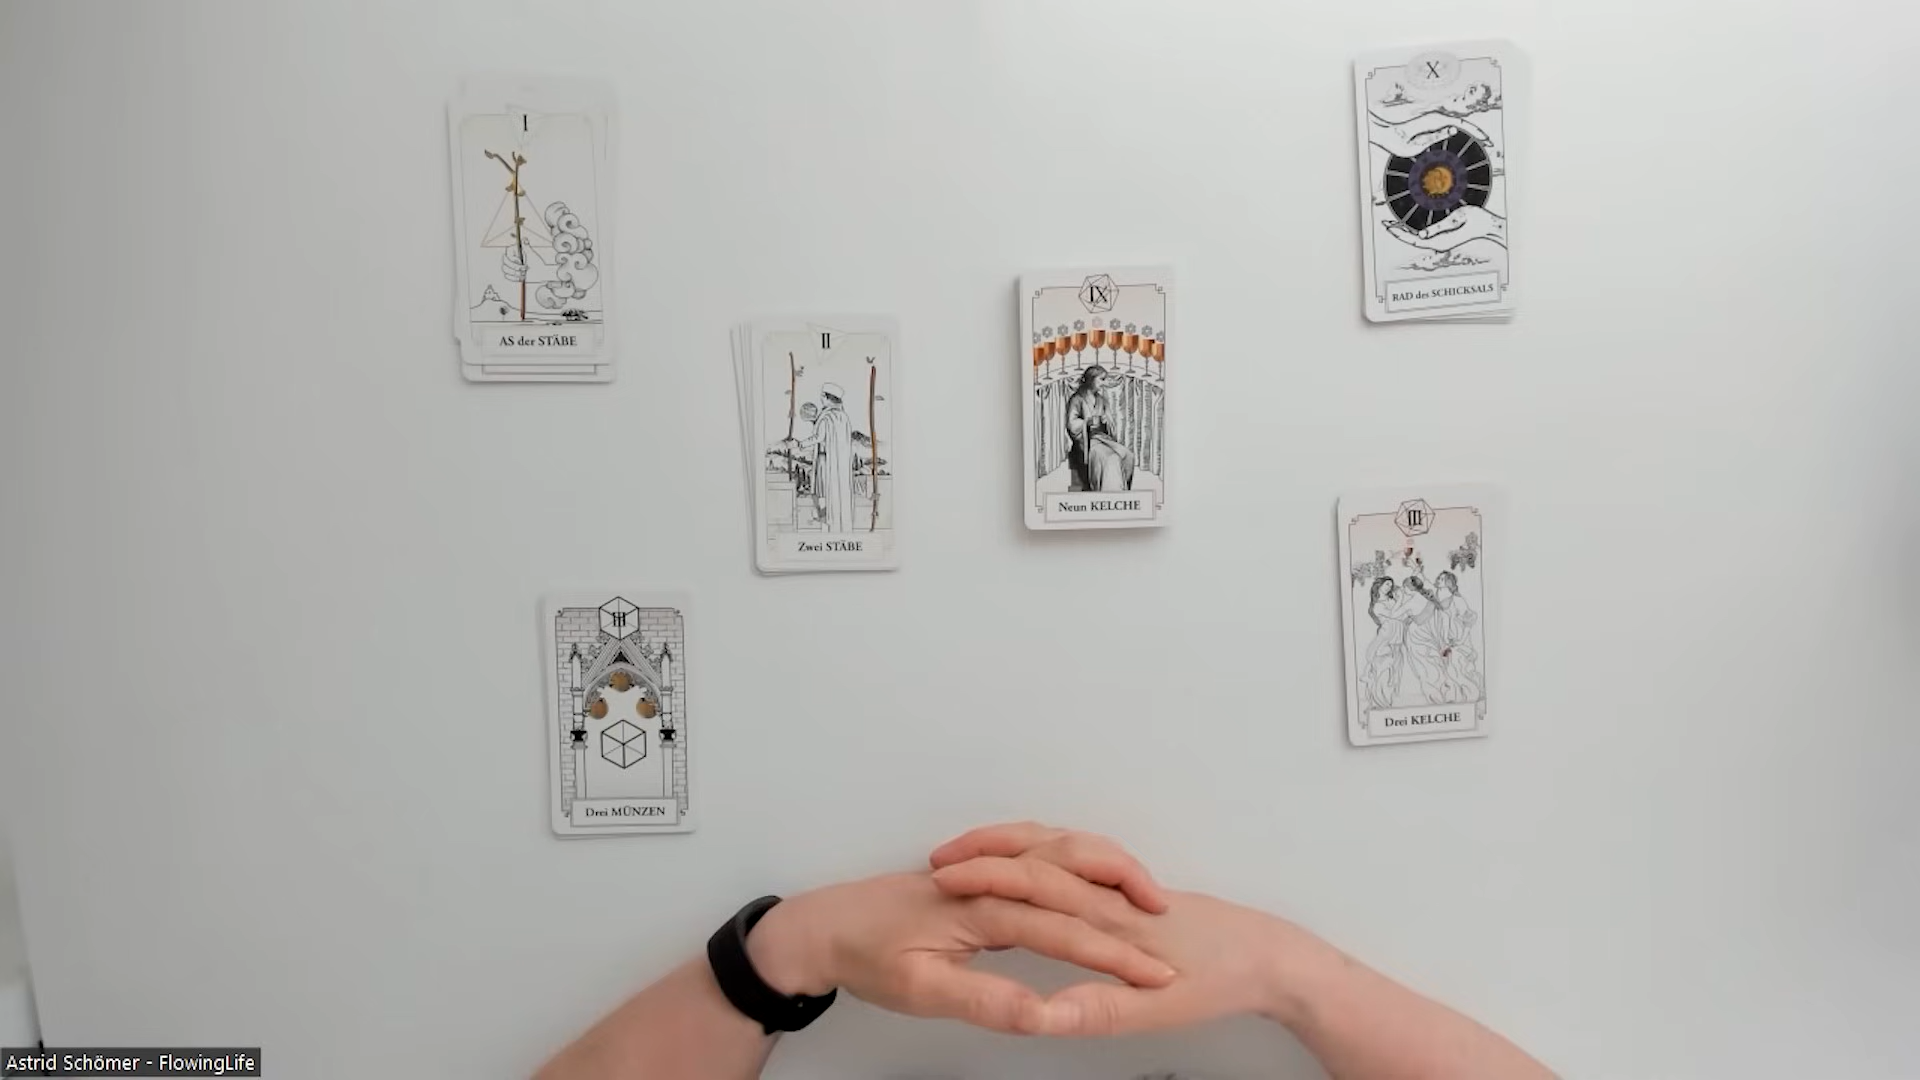 I
AS der STÄBE
II
Zwei STÄBE
IX
Neun KELCHE
X
RAD des SCHICKSALS
III
Drei MÜNZEN
III
Drei KELCHE
Astrid Schömer - FlowingLife